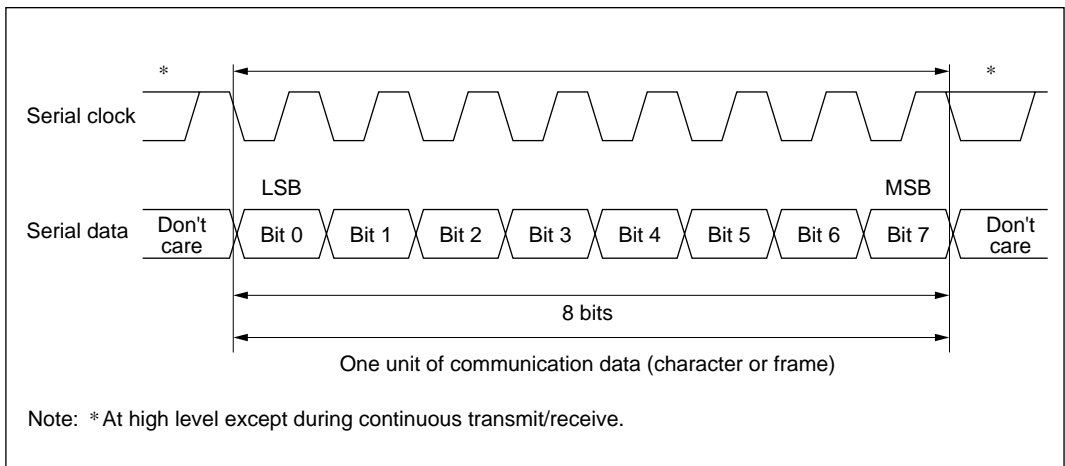 * *
Serial clock
LSB MSB
Serial data Don't care Bit 0 Bit 1 Bit 2 Bit 3 Bit 4 Bit 5 Bit 6 Bit 7 Don't care
8 bits
One unit of communication data (character or frame)
Note: * At high level except during continuous transmit/receive.